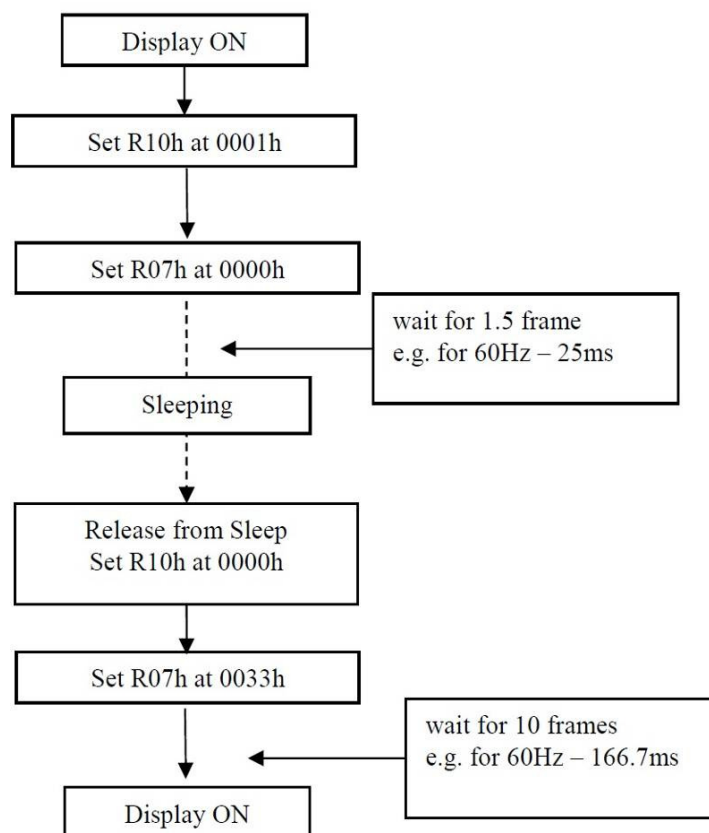 Display ON
Set R10h at 0001h
Set R07h at 0000h
wait for 1.5 frame
e.g. for 60Hz – 25ms
Sleeping
Release from Sleep
Set R10h at 0000h
Set R07h at 0033h
wait for 10 frames
e.g. for 60Hz – 166.7ms
Display ON